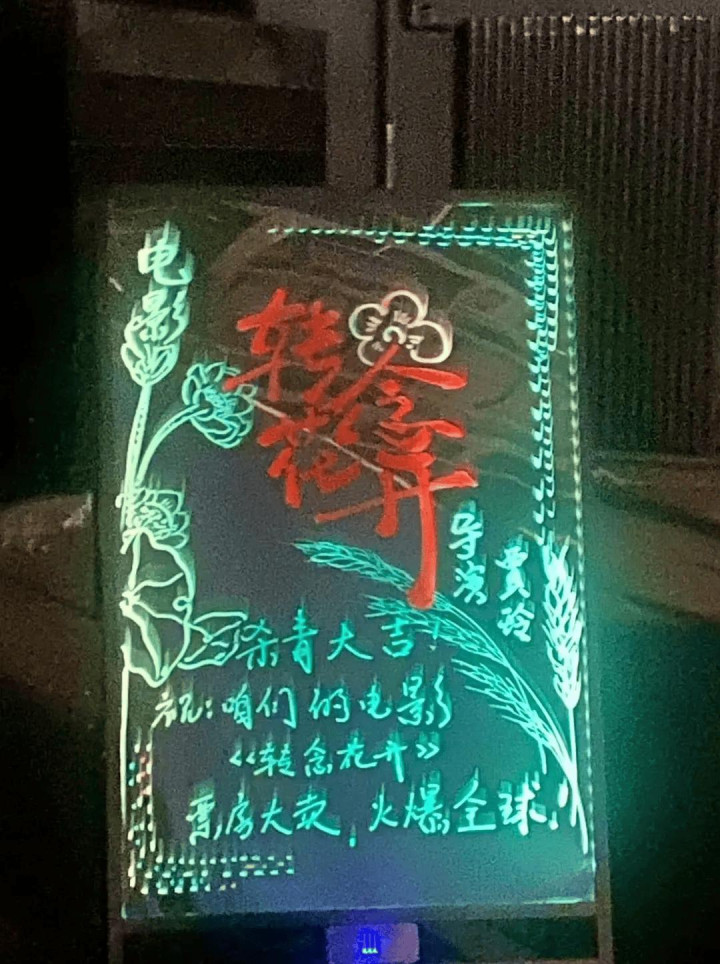 电影
转念
花开
导演
贾玲
杀青大吉!
祝:咱们的电影
《转念花开》
票房大卖,火爆全球!